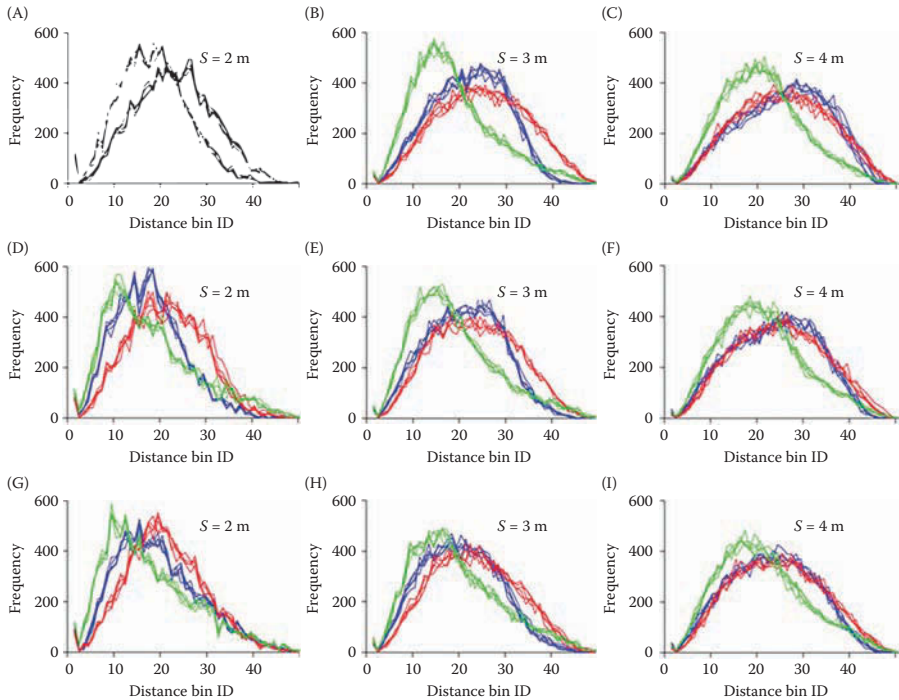 (A)
(B)
(C)
600
400
200
0
Frequency
S = 2 m
0 10 20 30 40
Distance bin ID
600
400
200
0
Frequency
S = 3 m
0 10 20 30 40
Distance bin ID
600
400
200
0
Frequency
S = 4 m
0 10 20 30 40
Distance bin ID
(D)
(E)
(F)
600
400
200
0
Frequency
S = 2 m
0 10 20 30 40
Distance bin ID
600
400
200
0
Frequency
S = 3 m
0 10 20 30 40
Distance bin ID
600
400
200
0
Frequency
S = 4 m
0 10 20 30 40
Distance bin ID
(G)
(H)
(I)
600
400
200
0
Frequency
S = 2 m
0 10 20 30 40
Distance bin ID
600
400
200
0
Frequency
S = 3 m
0 10 20 30 40
Distance bin ID
600
400
200
0
Frequency
S = 4 m
0 10 20 30 40
Distance bin ID